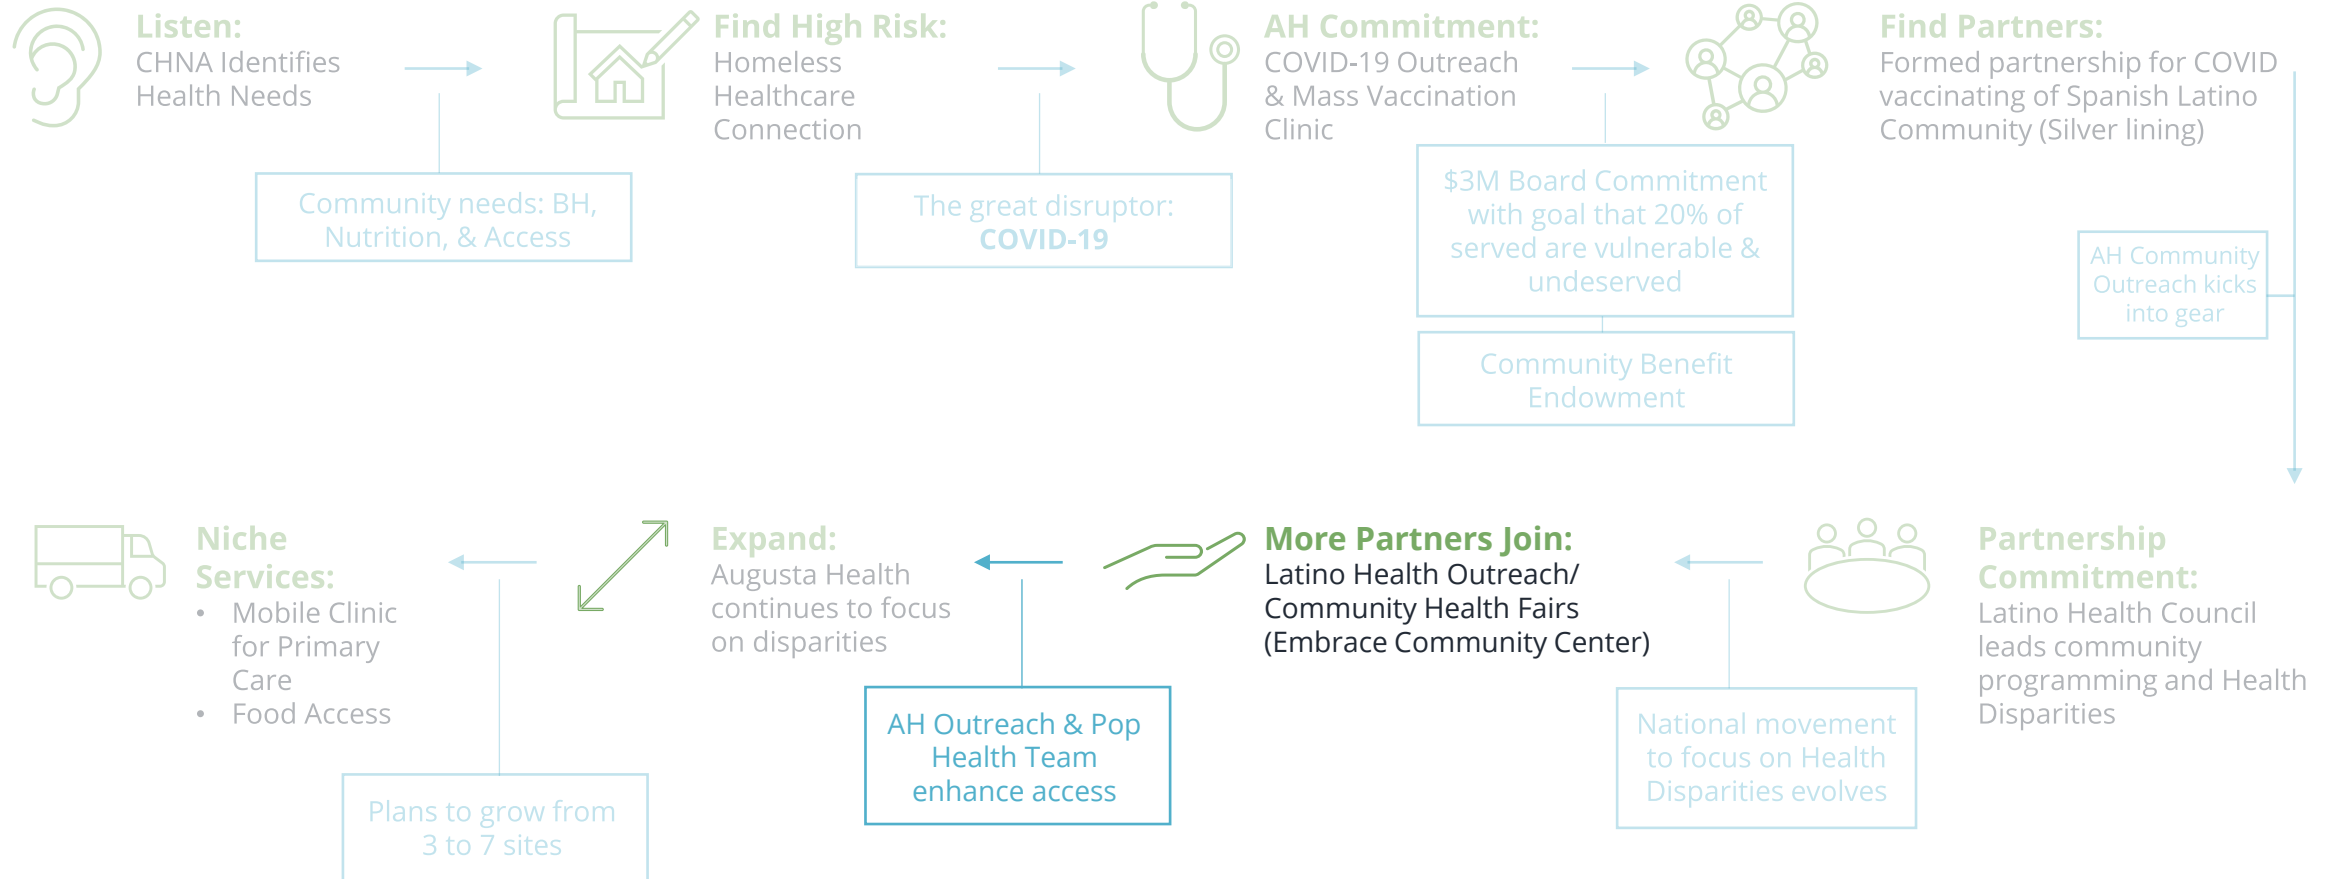 Listen:
CHNA Identifies
Health Needs
Community needs: BH,
Nutrition, & Access
Find High Risk:
Homeless
Healthcare
Connection
The great disruptor:
COVID-19
AH Commitment:
COVID-19 Outreach
& Mass Vaccination
Clinic
$3M Board Commitment
with goal that 20% of
served are vulnerable &
undeserved
Community Benefit
Endowment
Find Partners:
Formed partnership for COVID
vaccinating of Spanish Latino
Community (Silver lining)
AH Community
Outreach kicks
into gear
Partnership
Commitment:
Latino Health Council
leads community
programming and Health
Disparities
National movement
to focus on Health
Disparities evolves
More Partners Join:
Latino Health Outreach/
Community Health Fairs
(Embrace Community Center)
AH Outreach & Pop
Health Team
enhance access
Expand:
Augusta Health
continues to focus
on disparities
Plans to grow from
3 to 7 sites
Niche
Services:
• Mobile Clinic
for Primary
Care
• Food Access